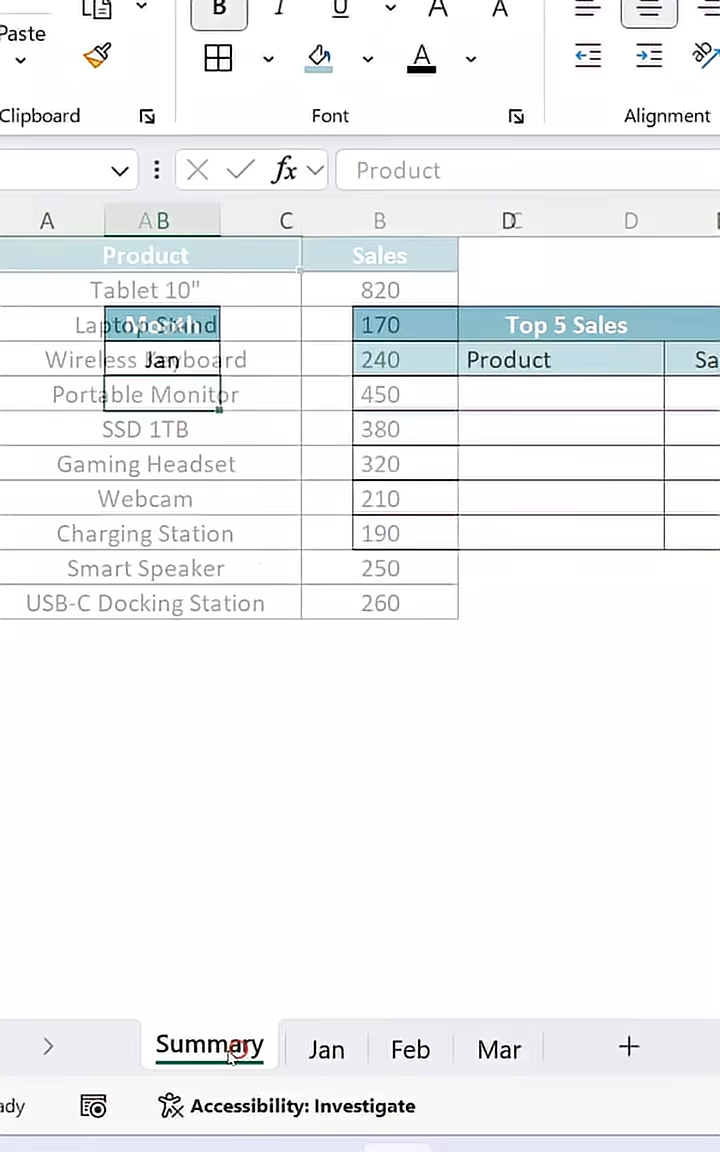 Paste
B I U A A
A
Clipboard
Font
Alignment
fx Product
A A B C B D C D
Product Sales
Tablet 10" 820
Laptop Stand 170
Month Top 5 Sales
Wireless Keyboard 240
Jan Product Sa
Portable Monitor 450
SSD 1TB 380
Gaming Headset 320
Webcam 210
Charging Station 190
Smart Speaker 250
USB-C Docking Station 260
Summary Jan Feb Mar +
ady Accessibility: Investigate